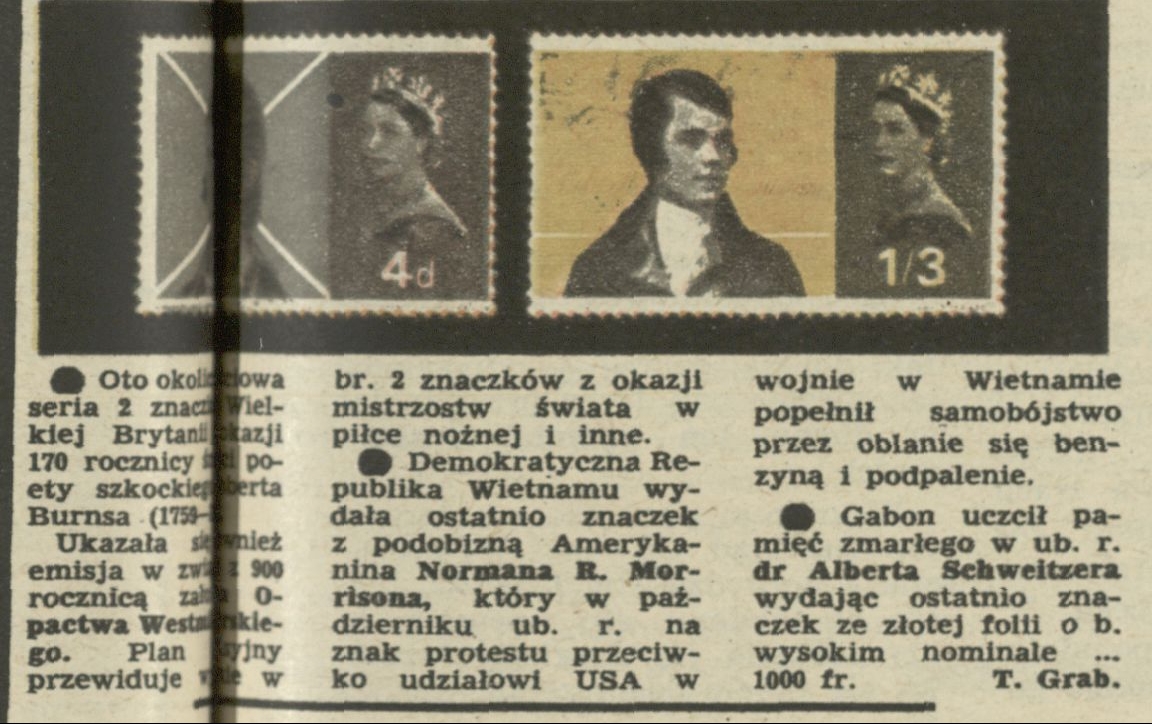 4d
1/3
● Oto
seria 2
kiej Brytanii
170 rocznicy po-
ety
Burnsa
Ukazała
emisja w 900
rocznicą O-
pactwa
go. Plan
przewiduje w
br. 2 znaczków z okazji
mistrzostw świata w
piłce nożnej i inne.
● Demokratyczna Re-
publika Wietnamu wy-
dała ostatnio znaczek
z podobizną Ameryka-
nina Normana R. Mor-
risona, który w paź-
dzierniku ub. r. na
znak protestu przeciw-
ko udziałowi USA w
wojnie w Wietnamie
popełnił samobójstwo
przez oblanie się ben-
zyną i podpalenie.
● Gabon uczcił pa-
mięć zmarłego w ub. r.
dr Alberta Schweitzera
wydając ostatnio zna-
czek ze złotej folii o b.
wysokim nominale ...
1000 fr. T. Grab.